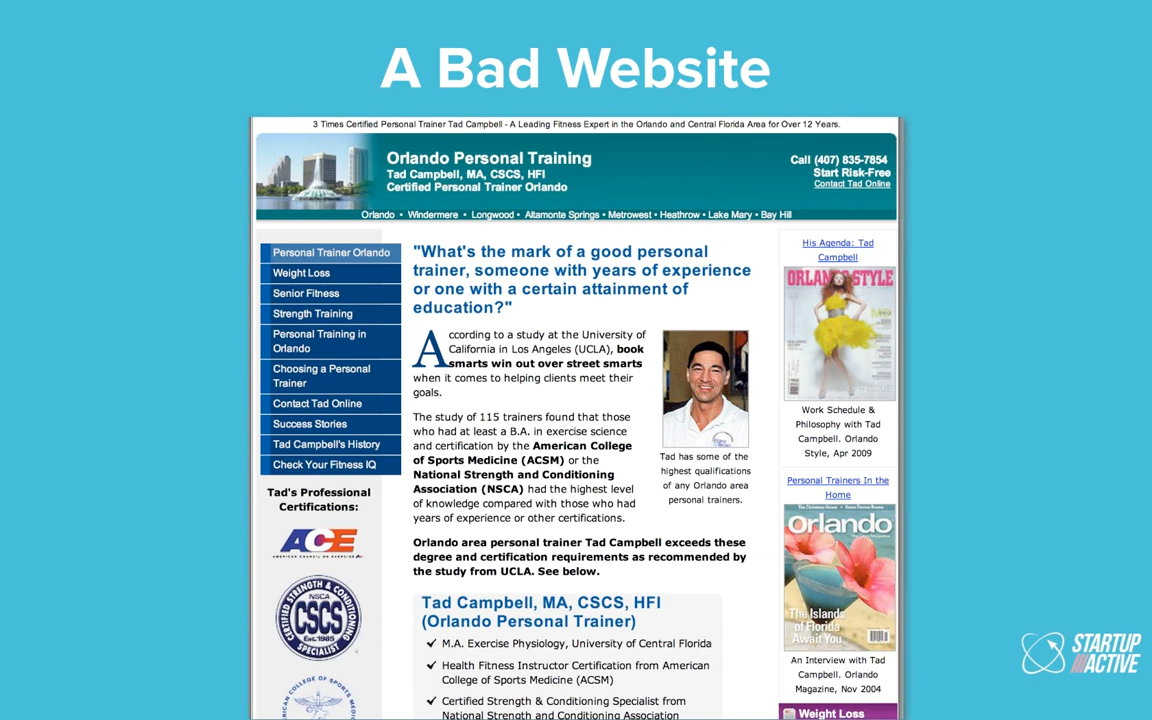 A Bad Website
3 Times Certified Personal Trainer Tad Campbell - A Leading Fitness Expert in the Orlando and Central Florida Area for Over 12 Years.
Orlando Personal Training
Tad Campbell, MA, CSCS, HFI
Certified Personal Trainer Orlando
Call (407) 835-7854
Start Risk-Free
Contact Tad Online
Orlando • Windermere • Longwood • Altamonte Springs • Metrowest • Heathrow • Lake Mary • Bay Hill
Personal Trainer Orlando
Weight Loss
Senior Fitness
Strength Training
Personal Training in
Orlando
Choosing a Personal
Trainer
Contact Tad Online
Success Stories
Tad Campbell's History
Check Your Fitness IQ
Tad's Professional
Certifications:
ACE
AMERICAN COUNCIL ON EXERCISE
CERTIFIED STRENGTH & CONDITIONING SPECIALIST
NSCA
CSCS
Est. 1985
"What's the mark of a good personal
trainer, someone with years of experience
or one with a certain attainment of
education?"
According to a study at the University of
California in Los Angeles (UCLA), book
smarts win out over street smarts
when it comes to helping clients meet their
goals.
The study of 115 trainers found that those
who had at least a B.A. in exercise science
and certification by the American College
of Sports Medicine (ACSM) or the
National Strength and Conditioning
Association (NSCA) had the highest level
of knowledge compared with those who had
years of experience or other certifications.
Tad has some of the
highest qualifications
of any Orlando area
personal trainers.
Orlando area personal trainer Tad Campbell exceeds these
degree and certification requirements as recommended by
the study from UCLA. See below.
Tad Campbell, MA, CSCS, HFI
(Orlando Personal Trainer)
M.A. Exercise Physiology, University of Central Florida
Health Fitness Instructor Certification from American
College of Sports Medicine (ACSM)
Certified Strength & Conditioning Specialist from
National Strength and Conditioning Association
His Agenda: Tad
Campbell
ORLANDO STYLE
Work Schedule &
Philosophy with Tad
Campbell. Orlando
Style, Apr 2009
Personal Trainers In the
Home
Orlando
The Islands
of Florida
Await You
An Interview with Tad
Campbell. Orlando
Magazine, Nov 2004
Weight Loss
STARTUP
ACTIVE